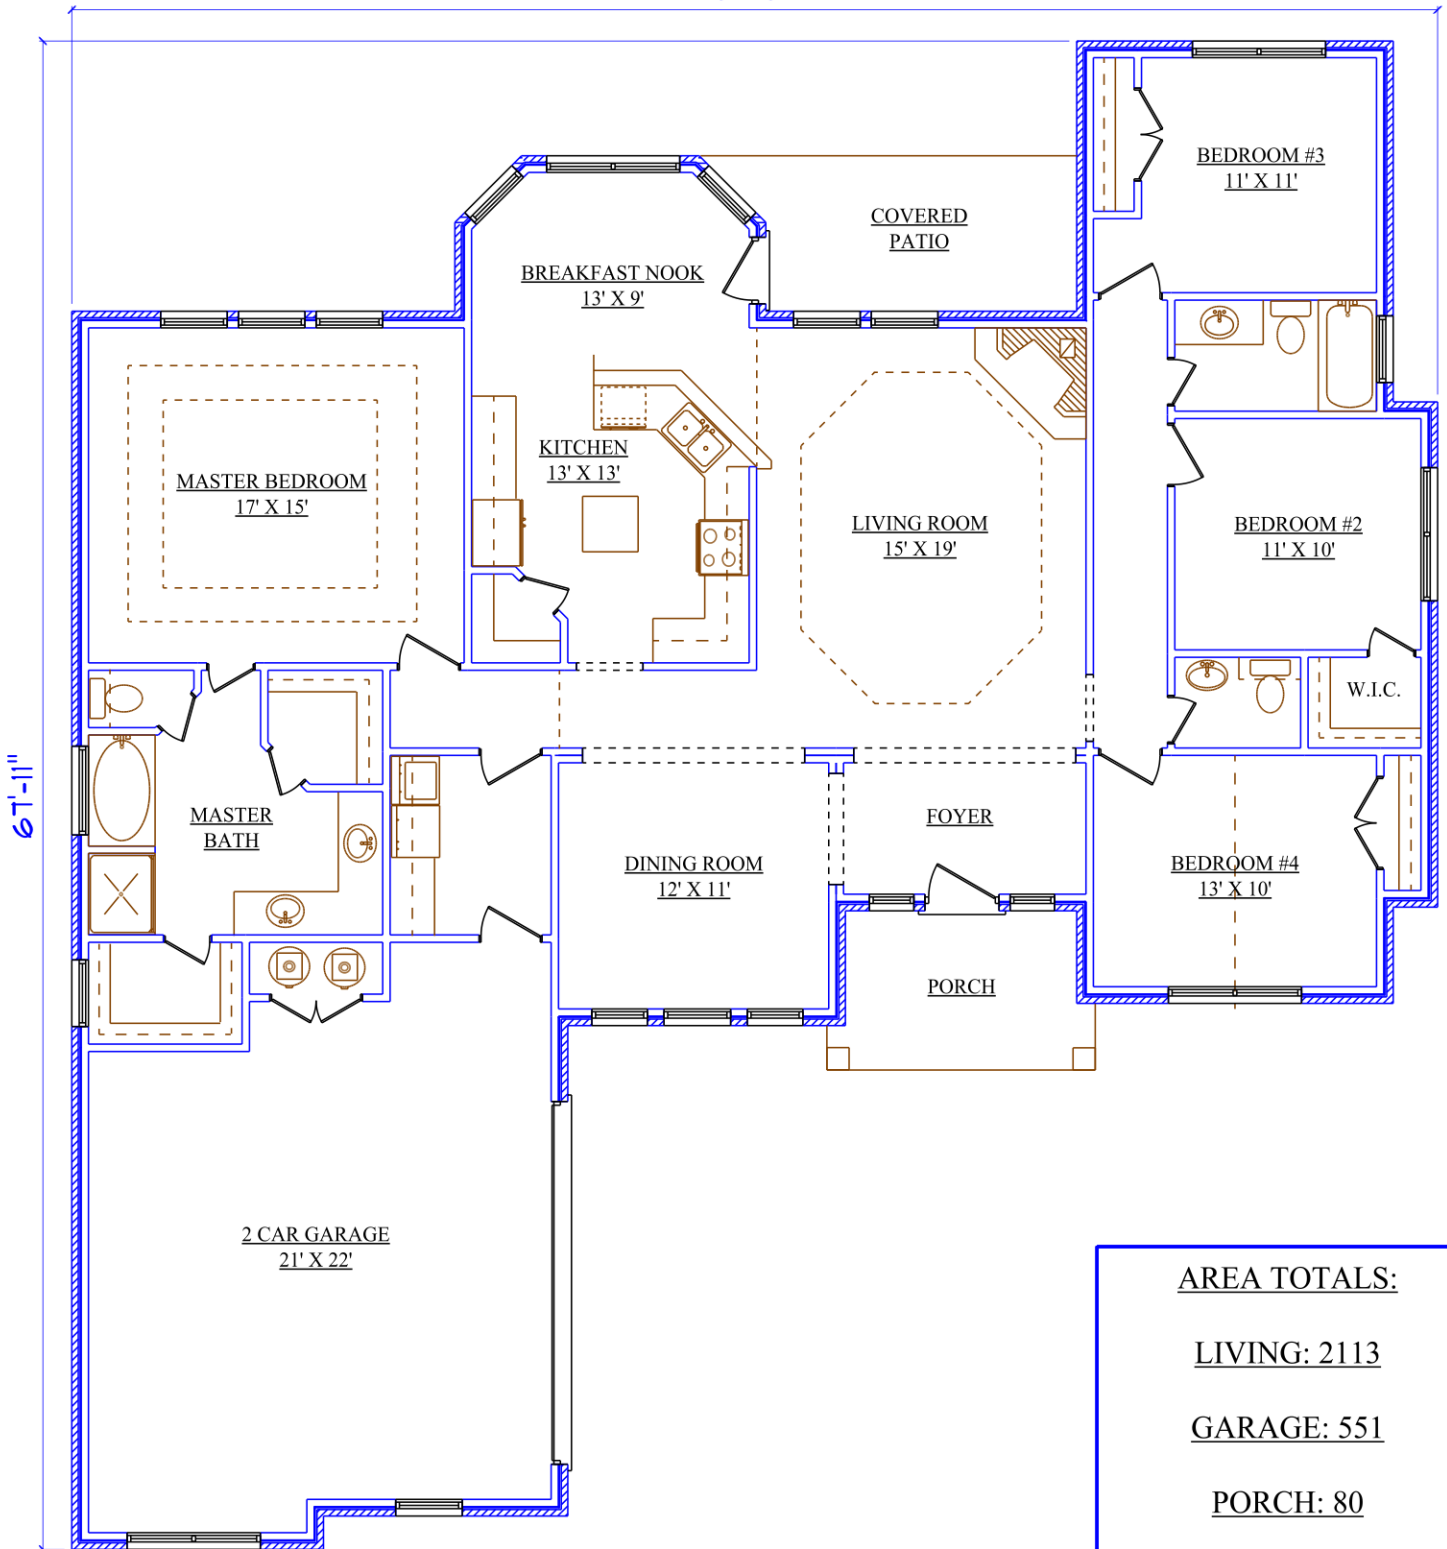 BEDROOM #3
11' X 11'
COVERED
PATIO
BREAKFAST NOOK
13' X 9'
KITCHEN
13' X 13'
MASTER BEDROOM
17' X 15'
LIVING ROOM
15' X 19'
BEDROOM #2
11' X 10'
W.I.C.
67'-11"
MASTER
BATH
FOYER
DINING ROOM
12' X 11'
BEDROOM #4
13' X 10'
PORCH
2 CAR GARAGE
21' X 22'
AREA TOTALS:
LIVING: 2113
GARAGE: 551
PORCH: 80